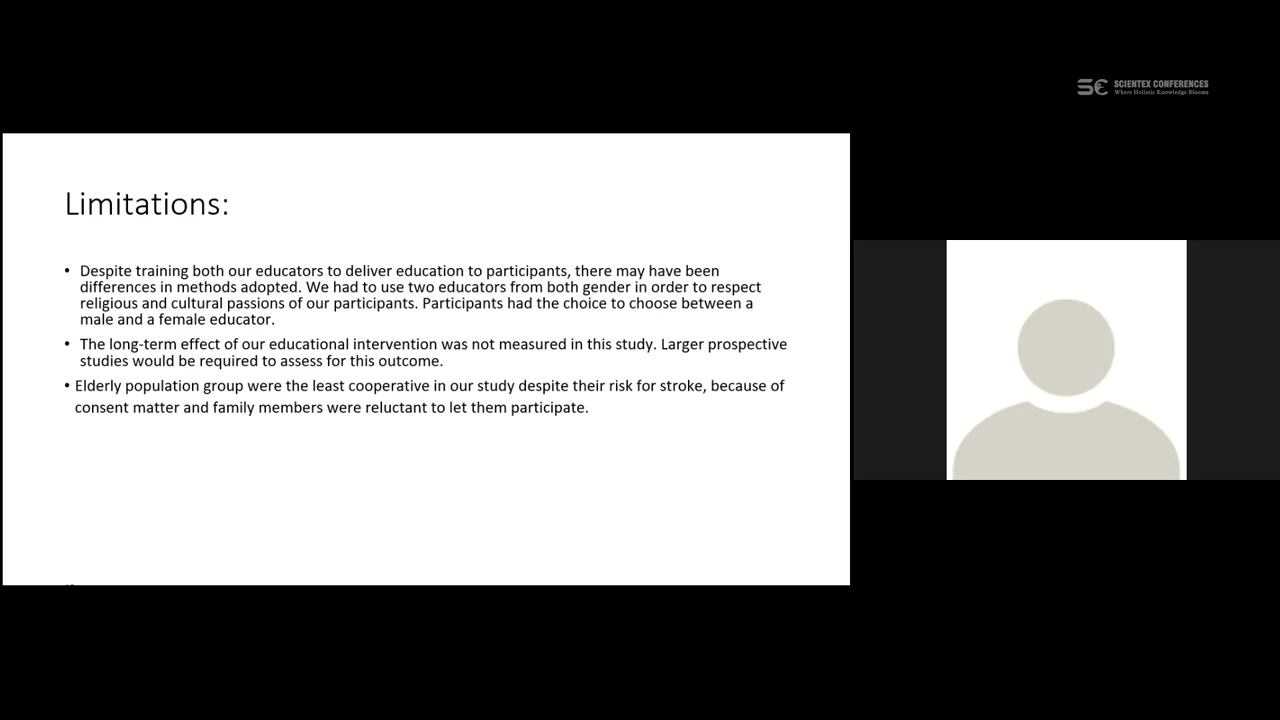 SCIENTEX CONFERENCES
Where Holistic Knowledge Blooms
Limitations:
• Despite training both our educators to deliver education to participants, there may have been
differences in methods adopted. We had to use two educators from both gender in order to respect
religious and cultural passions of our participants. Participants had the choice to choose between a
male and a female educator.
• The long-term effect of our educational intervention was not measured in this study. Larger prospective
studies would be required to assess for this outcome.
• Elderly population group were the least cooperative in our study despite their risk for stroke, because of
consent matter and family members were reluctant to let them participate.